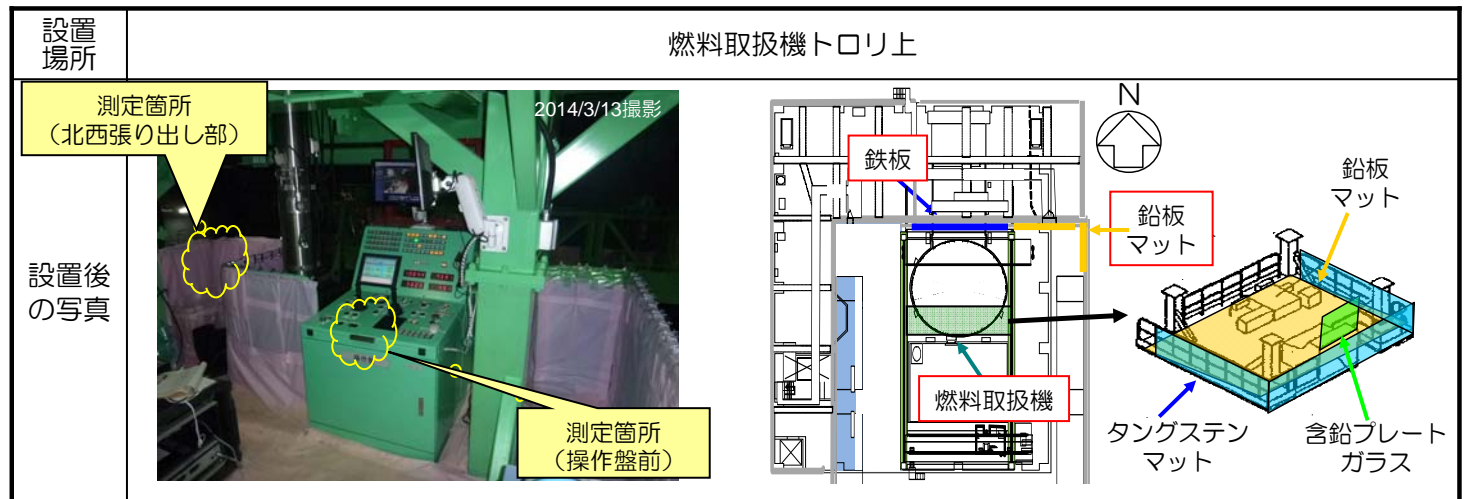 設置
場所
燃料取扱機トロリ上
設置後
の写真
測定箇所
（北西張り出し部）
2014/3/13撮影
測定箇所
（操作盤前）
N
鉄板
鉛板
マット
燃料取扱機
鉛板
マット
タングステン
マット
含鉛プレート
ガラス